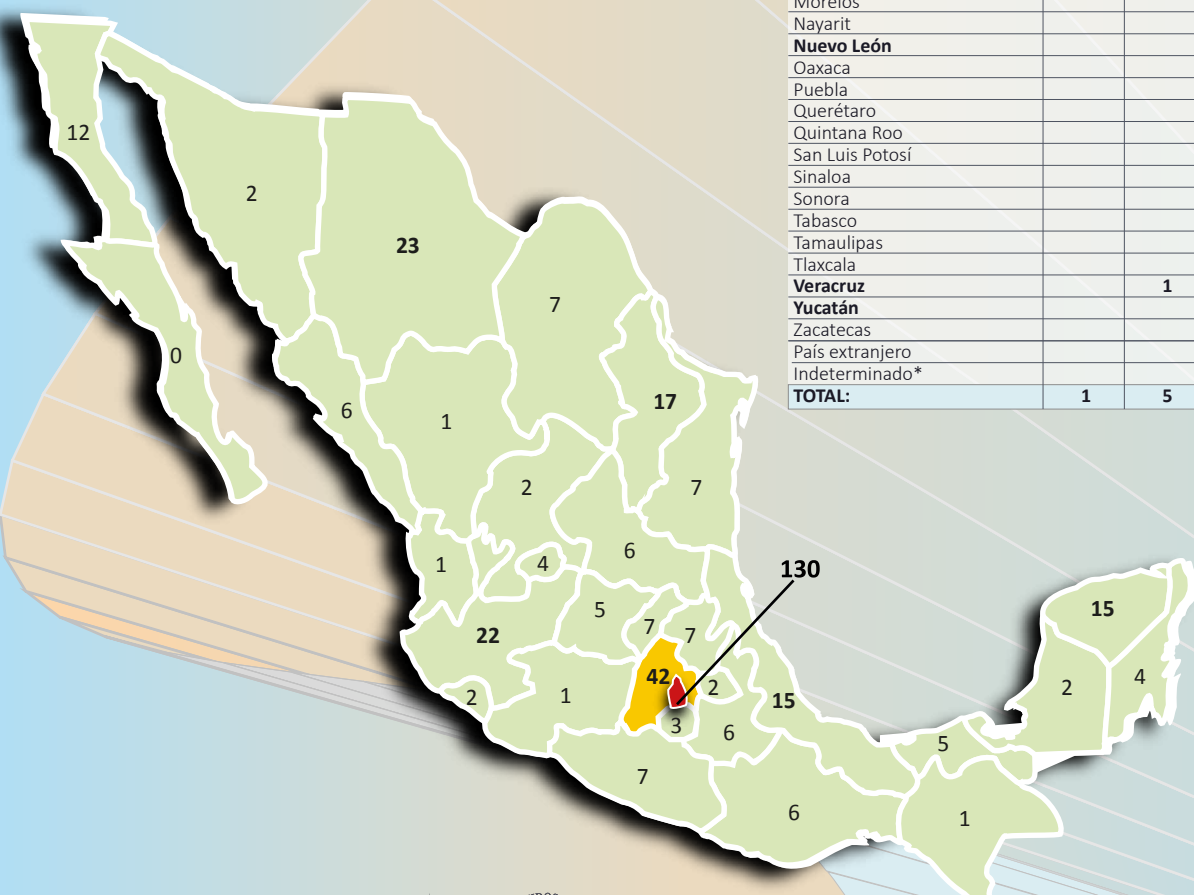 Morelos
Nayarit
Nuevo León
Oaxaca
Puebla
Querétaro
Quintana Roo
San Luis Potosí
Sinaloa
Sonora
Tabasco
Tamaulipas
Tlaxcala
Veracruz 1
Yucatán
Zacatecas
País extranjero
Indeterminado*
TOTAL: 1 5
12
2
23
7
0
6
1
17
2
7
1
4
6
130
5
7
7
22
15
42
2
4
2
1
2
15
3
6
5
7
6
1